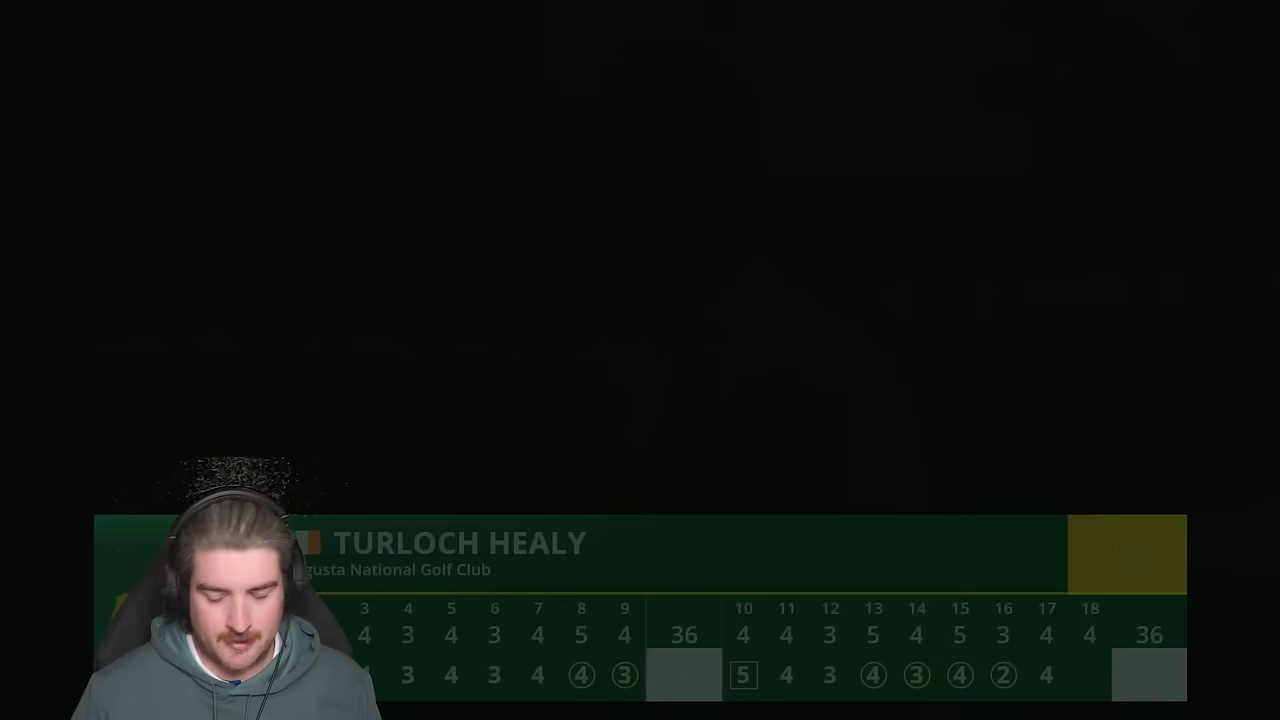 TURLOCH HEALY
gusta National Golf Club
3 4 5 6 7 8 9 10 11 12 13 14 15 16 17 18
4 3 4 3 4 5 4 36 4 4 3 5 4 5 3 4 4 36
4 3 4 3 4 4 3 5 4 3 4 3 4 2 4